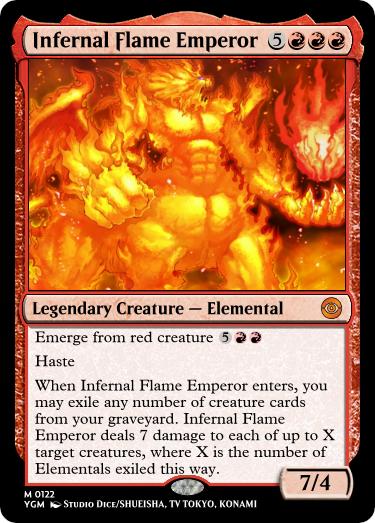 Infernal Flame Emperor 5
Legendary Creature — Elemental
Emerge from red creature 5
Haste
When Infernal Flame Emperor enters, you
may exile any number of creature cards
from your graveyard. Infernal Flame
Emperor deals 7 damage to each of up to X
target creatures, where X is the number of
Elementals exiled this way.
7/4
M 0122
YGM Studio Dice/SHUEISHA, TV TOKYO, KONAMI